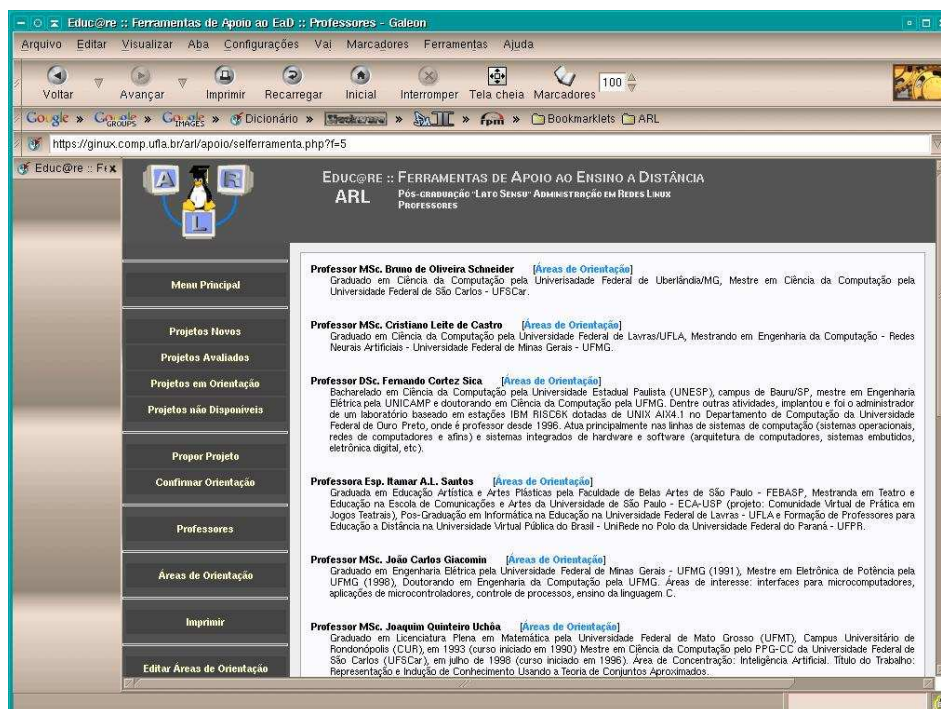 Educ@re :: Ferramentas de Apoio ao EaD :: Professores - Galeon
Arquivo Editar Visualizar Aba Configurações Vai Marcadores Ferramentas Ajuda
Voltar Avançar Imprimir Recarregar Inicial Interromper Tela cheia Marcadores 100
Google » Google GROUPS » Google IMAGES » Dicionário » » » fpm » Bookmarklets ARL
https://ginux.comp.ufla.br/arl/apoio/selferramenta.php?f=5
Educ@re :: Fe
A R L
EDUC@RE :: FERRAMENTAS DE APOIO AO ENSINO A DISTÂNCIA
ARL PÓS-GRADUAÇÃO "LATO SENSU" ADMINISTRAÇÃO EM REDES LINUX
PROFESSORES
Menu Principal
Projetos Novos
Projetos Avaliados
Projetos em Orientação
Projetos não Disponíveis
Propor Projeto
Confirmar Orientação
Professores
Áreas de Orientação
Imprimir
Editar Áreas de Orientação
Professor MSc. Bruno de Oliveira Schneider [Áreas de Orientação]
Graduado em Ciência da Computação pela Universidade Federal de Uberlândia/MG, Mestre em Ciência da Computação pela
Universidade Federal de São Carlos - UFSCar.
Professor MSc. Cristiano Leite de Castro [Áreas de Orientação]
Graduado em Ciência da Computação pela Universidade Federal de Lavras/UFLA, Mestrando em Engenharia da Computação - Redes
Neurais Artificiais - Universidade Federal de Minas Gerais - UFMG.
Professor DSc. Fernando Cortez Sica [Áreas de Orientação]
Bacharelado em Ciência da Computação pela Universidade Estadual Paulista (UNESP), campus de Bauru/SP, mestre em Engenharia
Elétrica pela UNICAMP e doutorando em Ciência da Computação pela UFMG. Dentre outras atividades, implantou e foi o administrador
de um laboratório baseado em estações IBM RISC6K dotadas de UNIX AIX4.1 no Departamento de Computação da Universidade
Federal de Ouro Preto, onde é professor desde 1996. Atua principalmente nas linhas de sistemas de computação (sistemas operacionais,
redes de computadores e afins) e sistemas integrados de hardware e software (arquitetura de computadores, sistemas embutidos,
eletrônica digital, etc).
Professora Esp. Itamar A.L. Santos [Áreas de Orientação]
Graduada em Educação Artística e Artes Plásticas pela Faculdade de Belas Artes de São Paulo - FEBASP, Mestranda em Teatro e
Educação na Escola de Comunicações e Artes da Universidade de São Paulo - ECA-USP (projeto: Comunidade Virtual de Prática em
Jogos Teatrais), Pos-Graduação em Informática na Educação na Universidade Federal de Lavras - UFLA e Formação de Professores para
Educação a Distância na Universidade Virtual Pública do Brasil - UniRede no Polo da Universidade Federal do Paraná - UFPR.
Professor MSc. João Carlos Giacomin [Áreas de Orientação]
Graduado em Engenharia Elétrica pela Universidade Federal de Minas Gerais - UFMG (1991), Mestre em Eletrônica de Potência pela
UFMG (1998), Doutorando em Engenharia da Computação pela UFMG. Áreas de interesse: interfaces para microcomputadores,
aplicações de microcontroladores, controle de processos, ensino da linguagem C.
Professor MSc. Joaquim Quinteiro Uchôa [Áreas de Orientação]
Graduado em Licenciatura Plena em Matemática pela Universidade Federal de Mato Grosso (UFMT), Campus Universitário de
Rondonópolis (CUR), em 1993 (curso iniciado em 1990) Mestre em Ciência da Computação pelo PPG-CC da Universidade Federal de
São Carlos (UFSCar), em julho de 1998 (curso iniciado em 1996). Área de Concentração: Inteligência Artificial. Título do Trabalho:
Representação e Indução de Conhecimento Usando a Teoria de Conjuntos Aproximados.